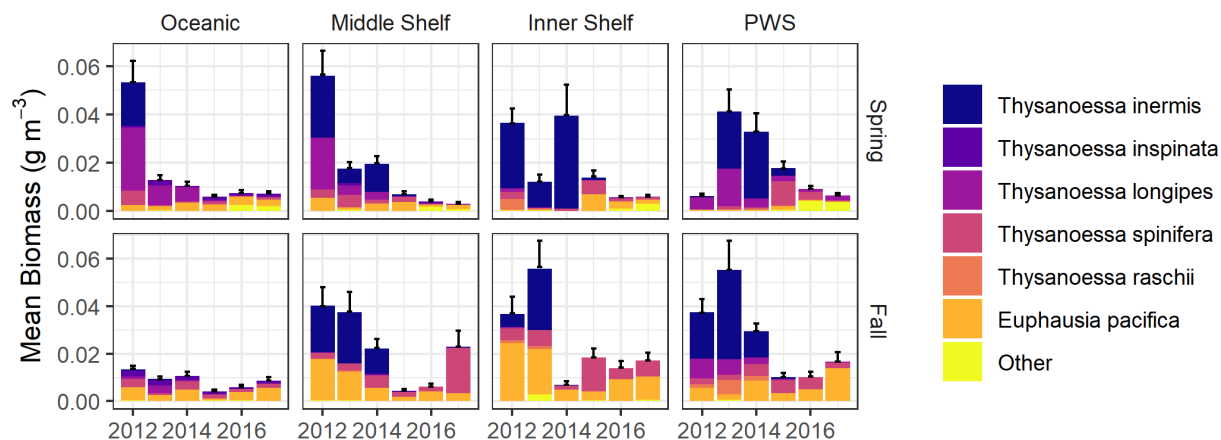 Oceanic Middle Shelf Inner Shelf PWS
Mean Biomass (g m⁻³)
0.06
0.04
0.02
0.00
Spring
0.06
0.04
0.02
0.00
Fall
2012 2014 2016 2012 2014 2016 2012 2014 2016 2012 2014 2016
Thysanoessa inermis
Thysanoessa inspinata
Thysanoessa longipes
Thysanoessa spinifera
Thysanoessa raschii
Euphausia pacifica
Other